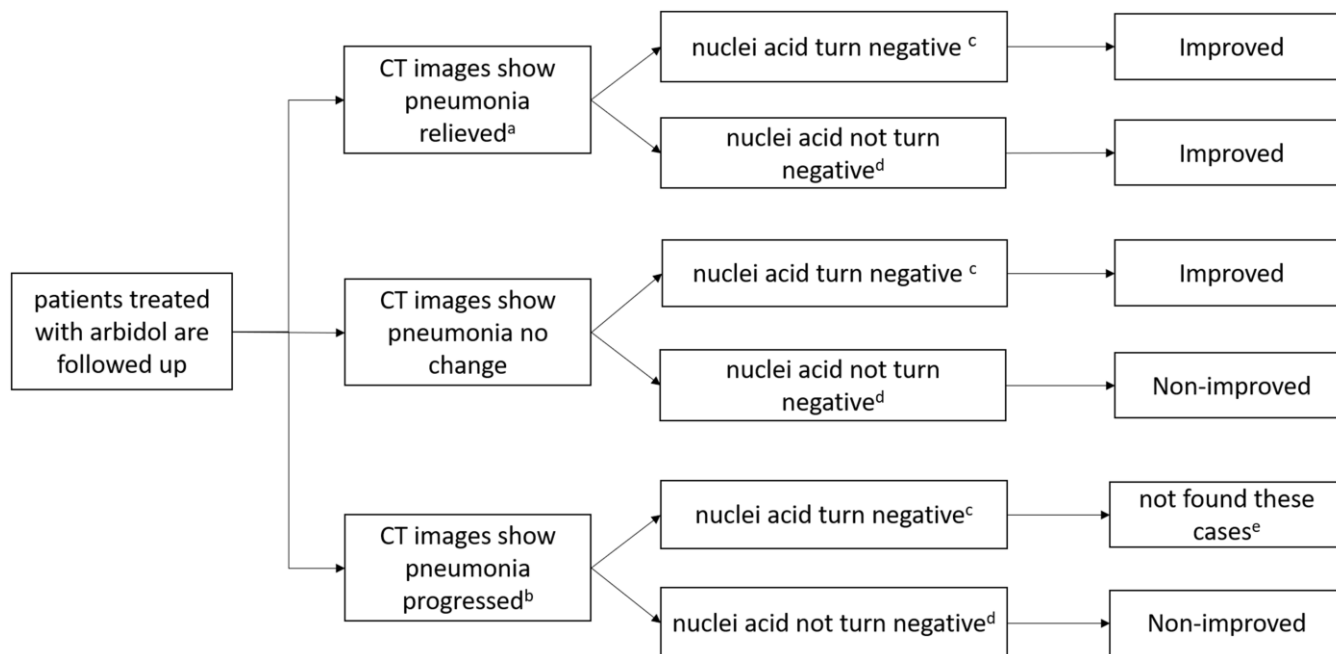 patients treated
with arbidol are
followed up
CT images show
pneumonia
relievedᵃ
nuclei acid turn negative ᶜ
Improved
nuclei acid not turn
negativeᵈ
Improved
CT images show
pneumonia no
change
nuclei acid turn negative ᶜ
Improved
nuclei acid not turn
negativeᵈ
Non-improved
CT images show
pneumonia
progressedᵇ
nuclei acid turn negativeᶜ
not found these
casesᵉ
nuclei acid not turn negativeᵈ
Non-improved